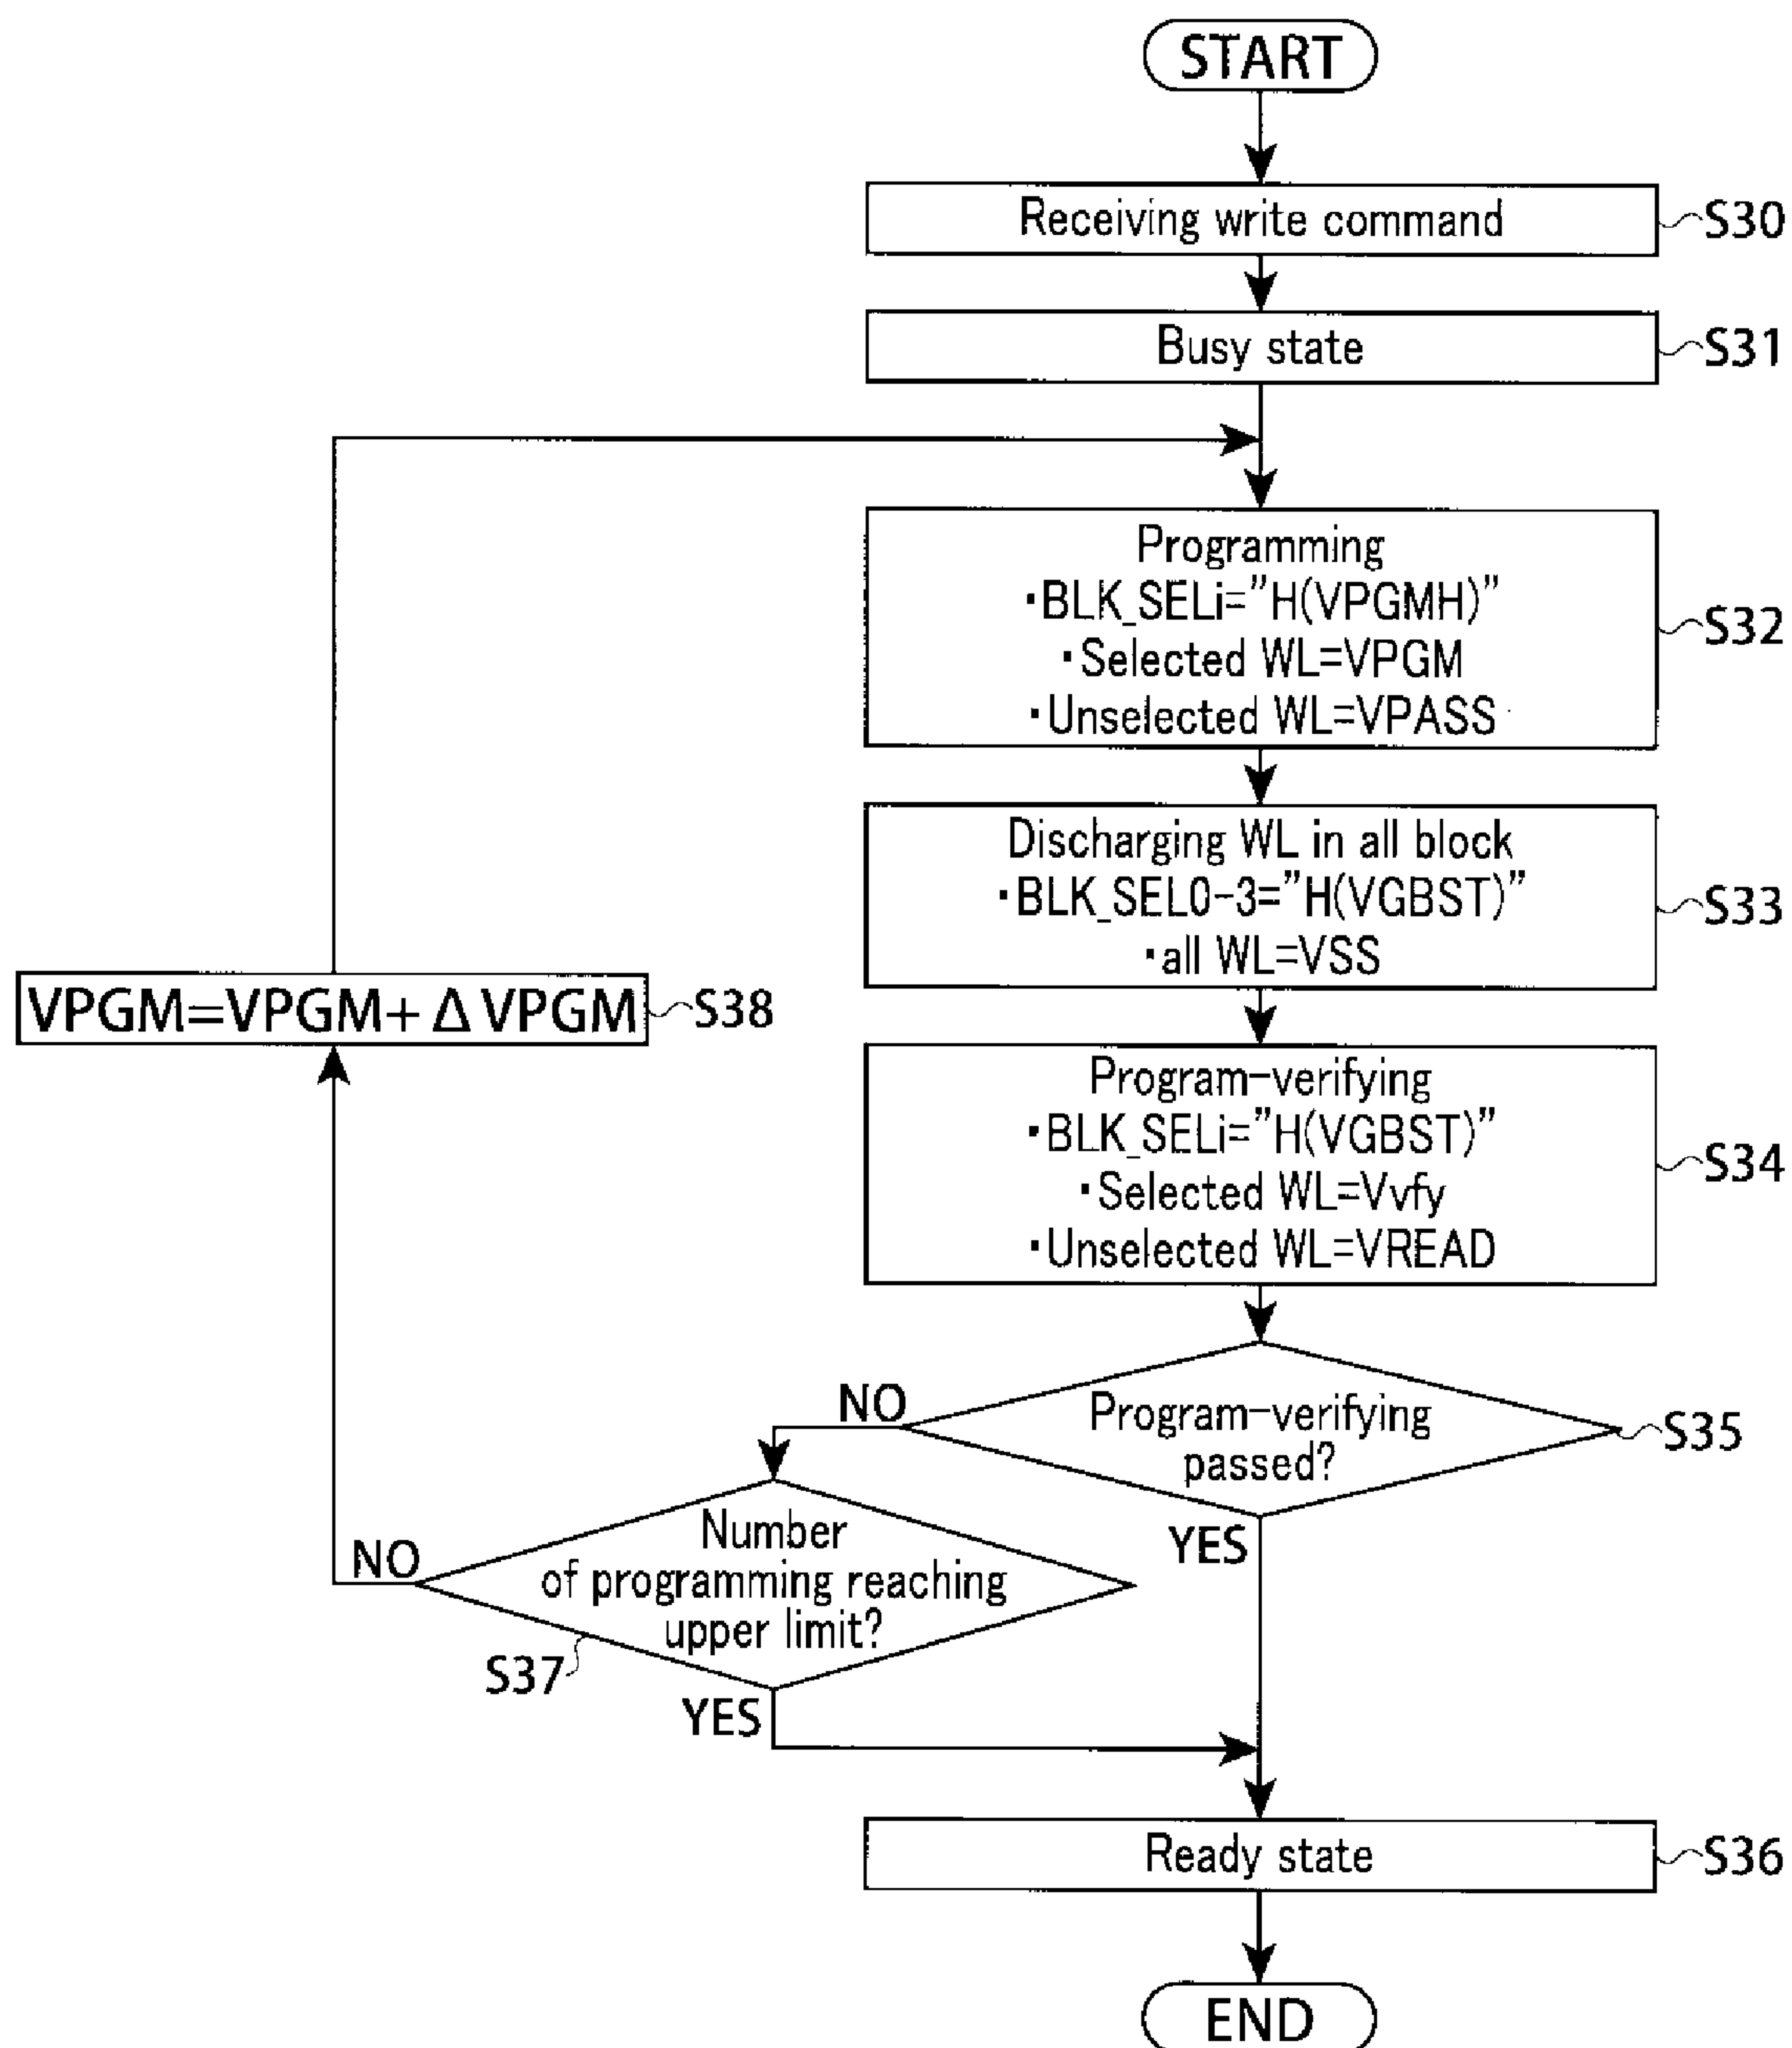 START
Receiving write command
S30
Busy state
S31
Programming
·BLK_SELi="H(VPGMH)"
·Selected WL=VPGM
·Unselected WL=VPASS
S32
Discharging WL in all block
·BLK_SEL0-3="H(VGBST)"
·all WL=VSS
S33
VPGM=VPGM+ΔVPGM
S38
Program-verifying
·BLK_SELi="H(VGBST)"
·Selected WL=Vvfy
·Unselected WL=VREAD
S34
Program-verifying
passed?
S35
NO
YES
Number
of programming reaching
upper limit?
S37
NO
YES
Ready state
S36
END